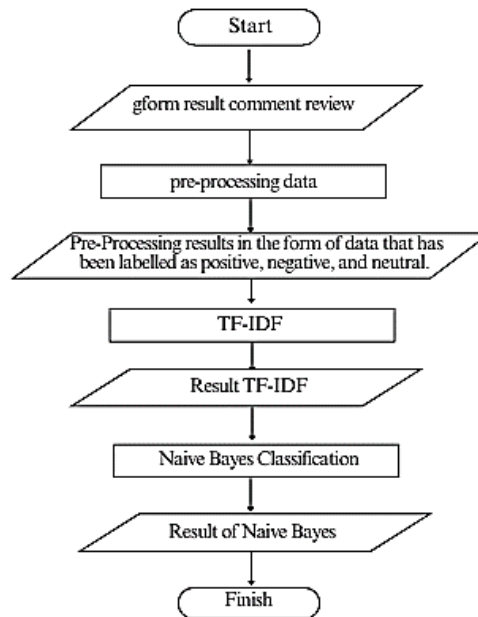 Start
gform result comment review
pre-processing data
Pre-Processing results in the form of data that has
been labelled as positive, negative, and neutral.
TF-IDF
Result TF-IDF
Naive Bayes Classification
Result of Naive Bayes
Finish